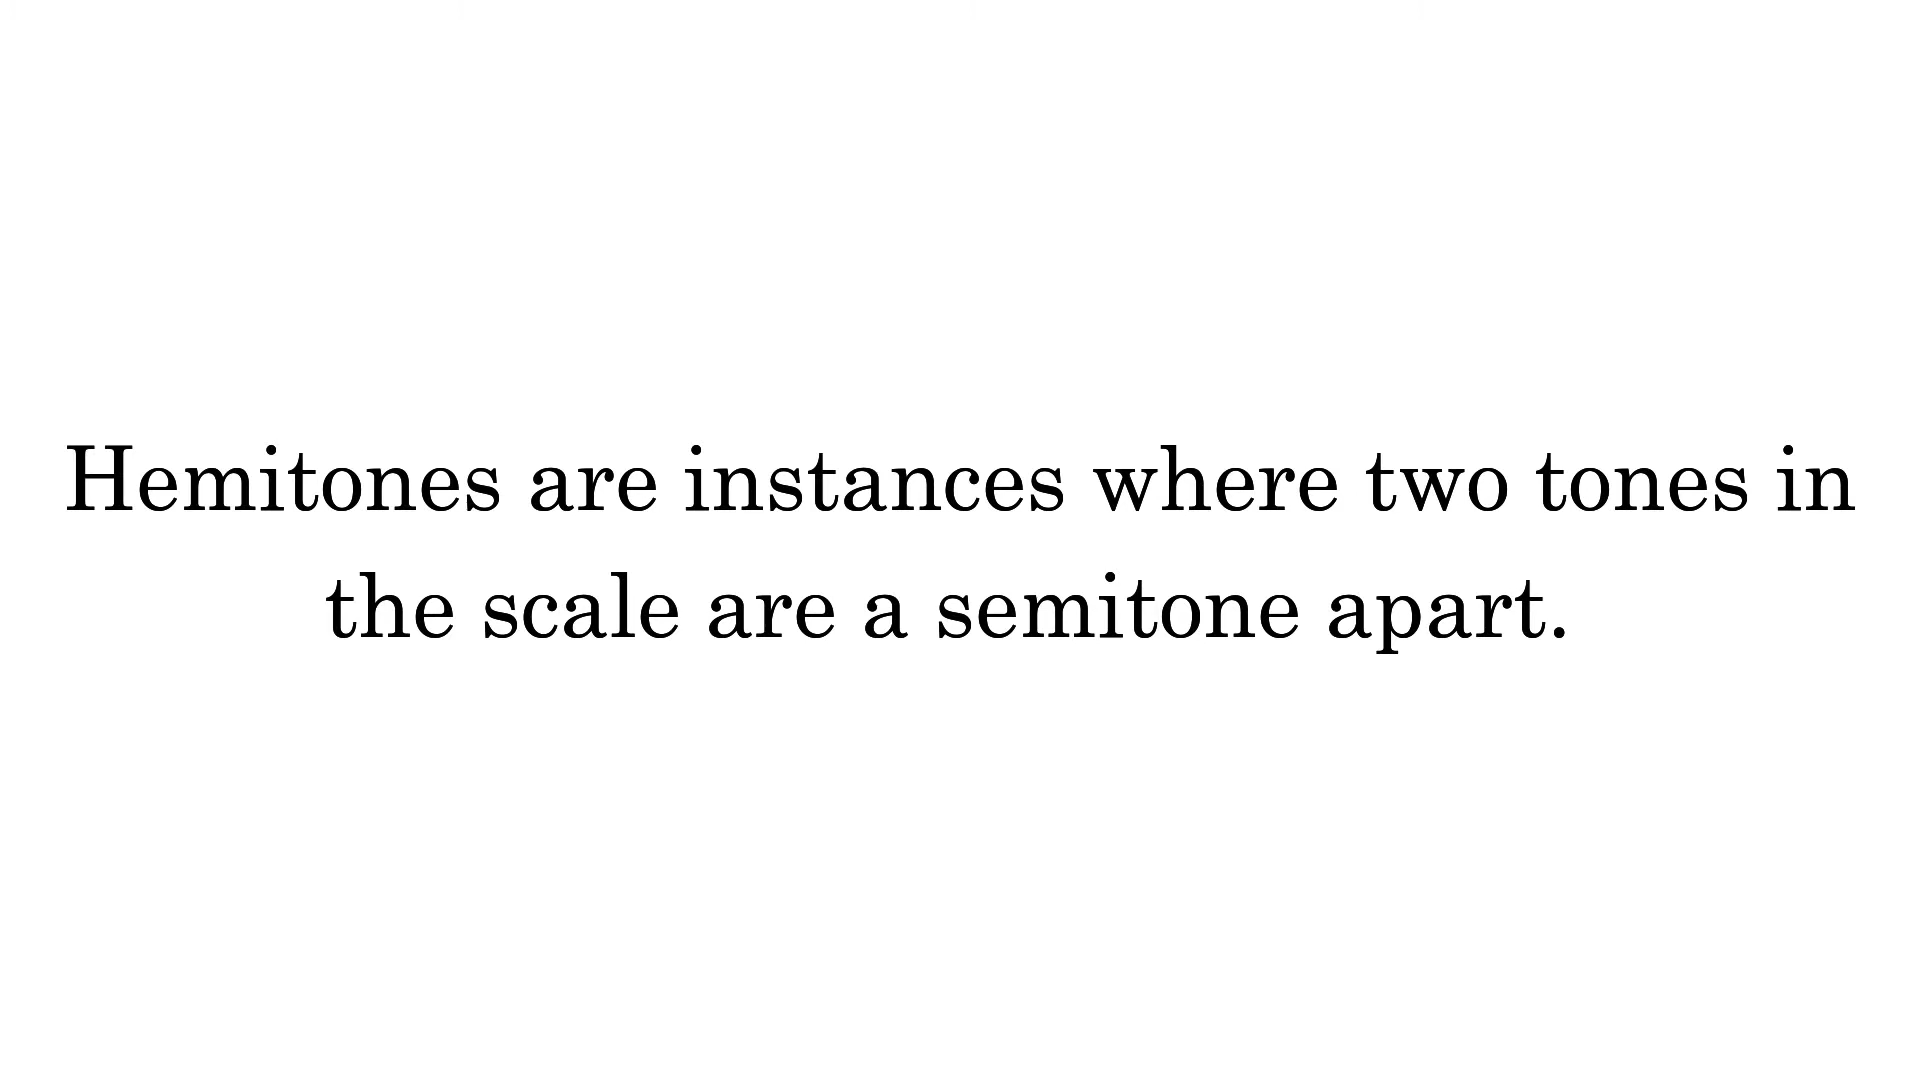 Hemitones are instances where two tones in
the scale are a semitone apart.